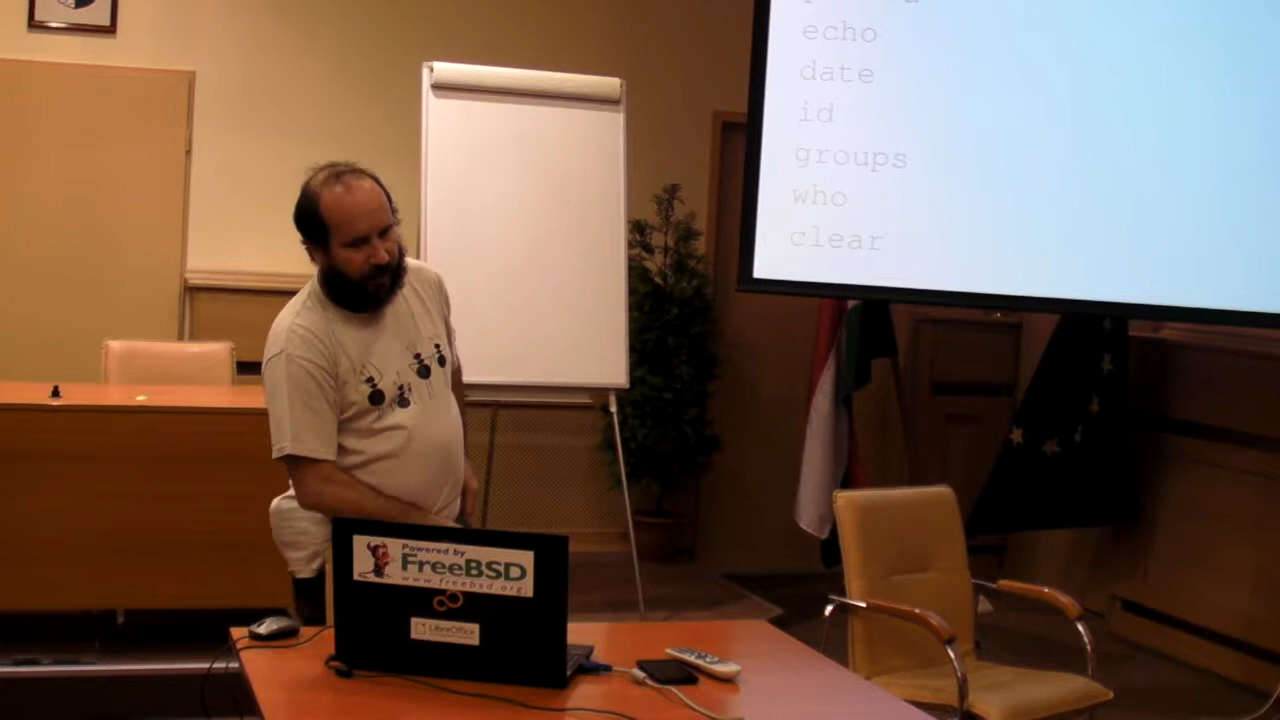 echo
date
id
groups
who
clear
Powered by
FreeBSD
www.freebsd.org
LibreOffice